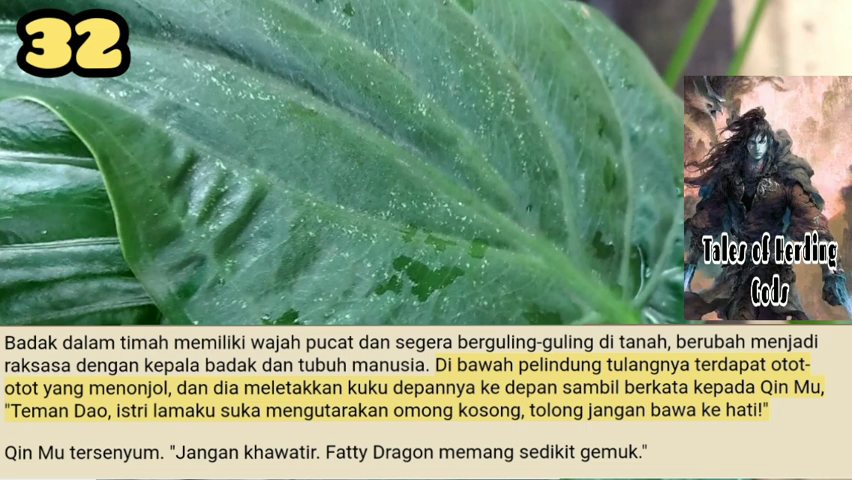 32
Tales of Herding
Gods
Badak dalam timah memiliki wajah pucat dan segera berguling-guling di tanah, berubah menjadi
raksasa dengan kepala badak dan tubuh manusia. Di bawah pelindung tulangnya terdapat otot-
otot yang menonjol, dan dia meletakkan kuku depannya ke depan sambil berkata kepada Qin Mu,
"Teman Dao, istri lamaku suka mengutarakan omong kosong, tolong jangan bawa ke hati!"
Qin Mu tersenyum. "Jangan khawatir. Fatty Dragon memang sedikit gemuk."